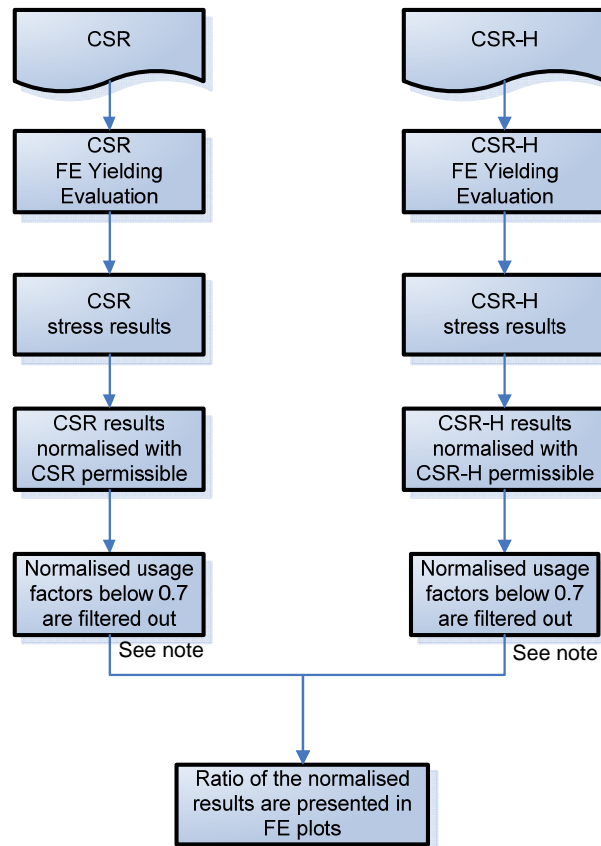 CSR
CSR
FE Yielding
Evaluation
CSR
stress results
CSR results
normalised with
CSR permissible
Normalised usage
factors below 0.7
are filtered out
See note
CSR-H
CSR-H
FE Yielding
Evaluation
CSR-H
stress results
CSR-H results
normalised with
CSR-H permissible
Normalised usage
factors below 0.7
are filtered out
See note
Ratio of the normalised
results are presented in
FE plots